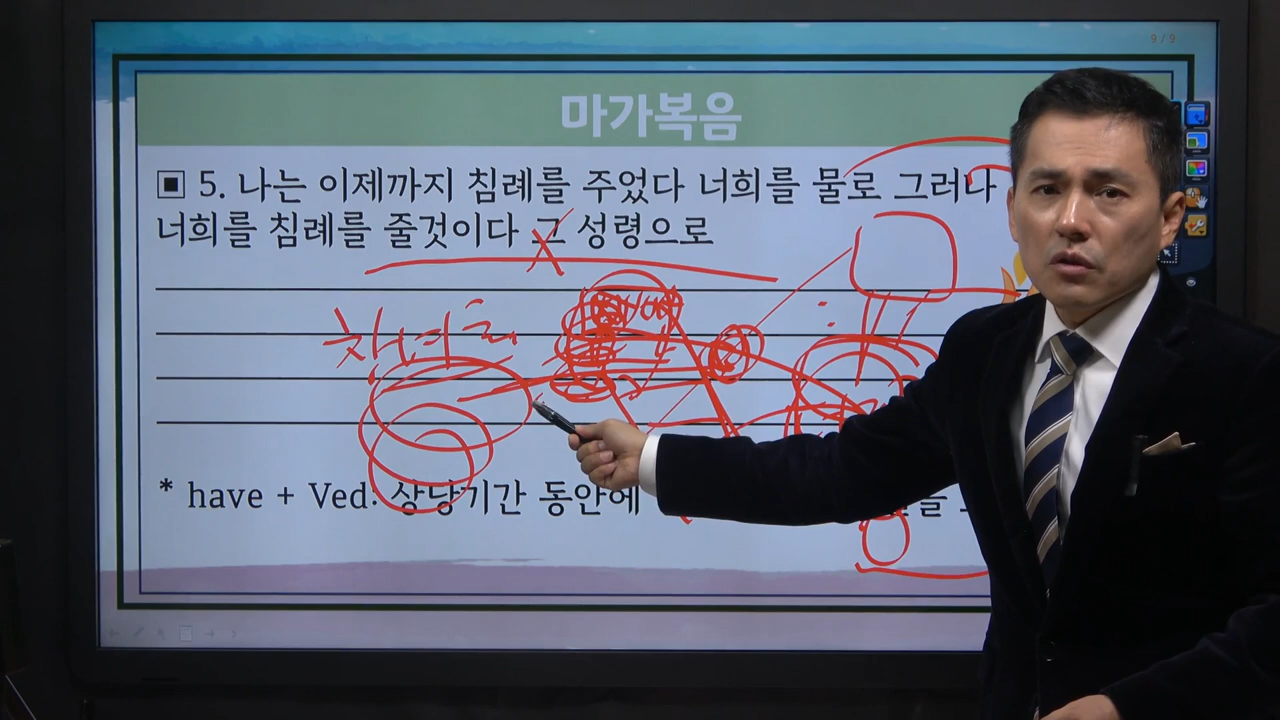 9 / 9
마가복음
▣ 5. 나는 이제까지 침례를 주었다 너희를 물로 그러나
너희를 침례를 줄것이다 그 성령으로
* have + Ved: 상당기간 동안에